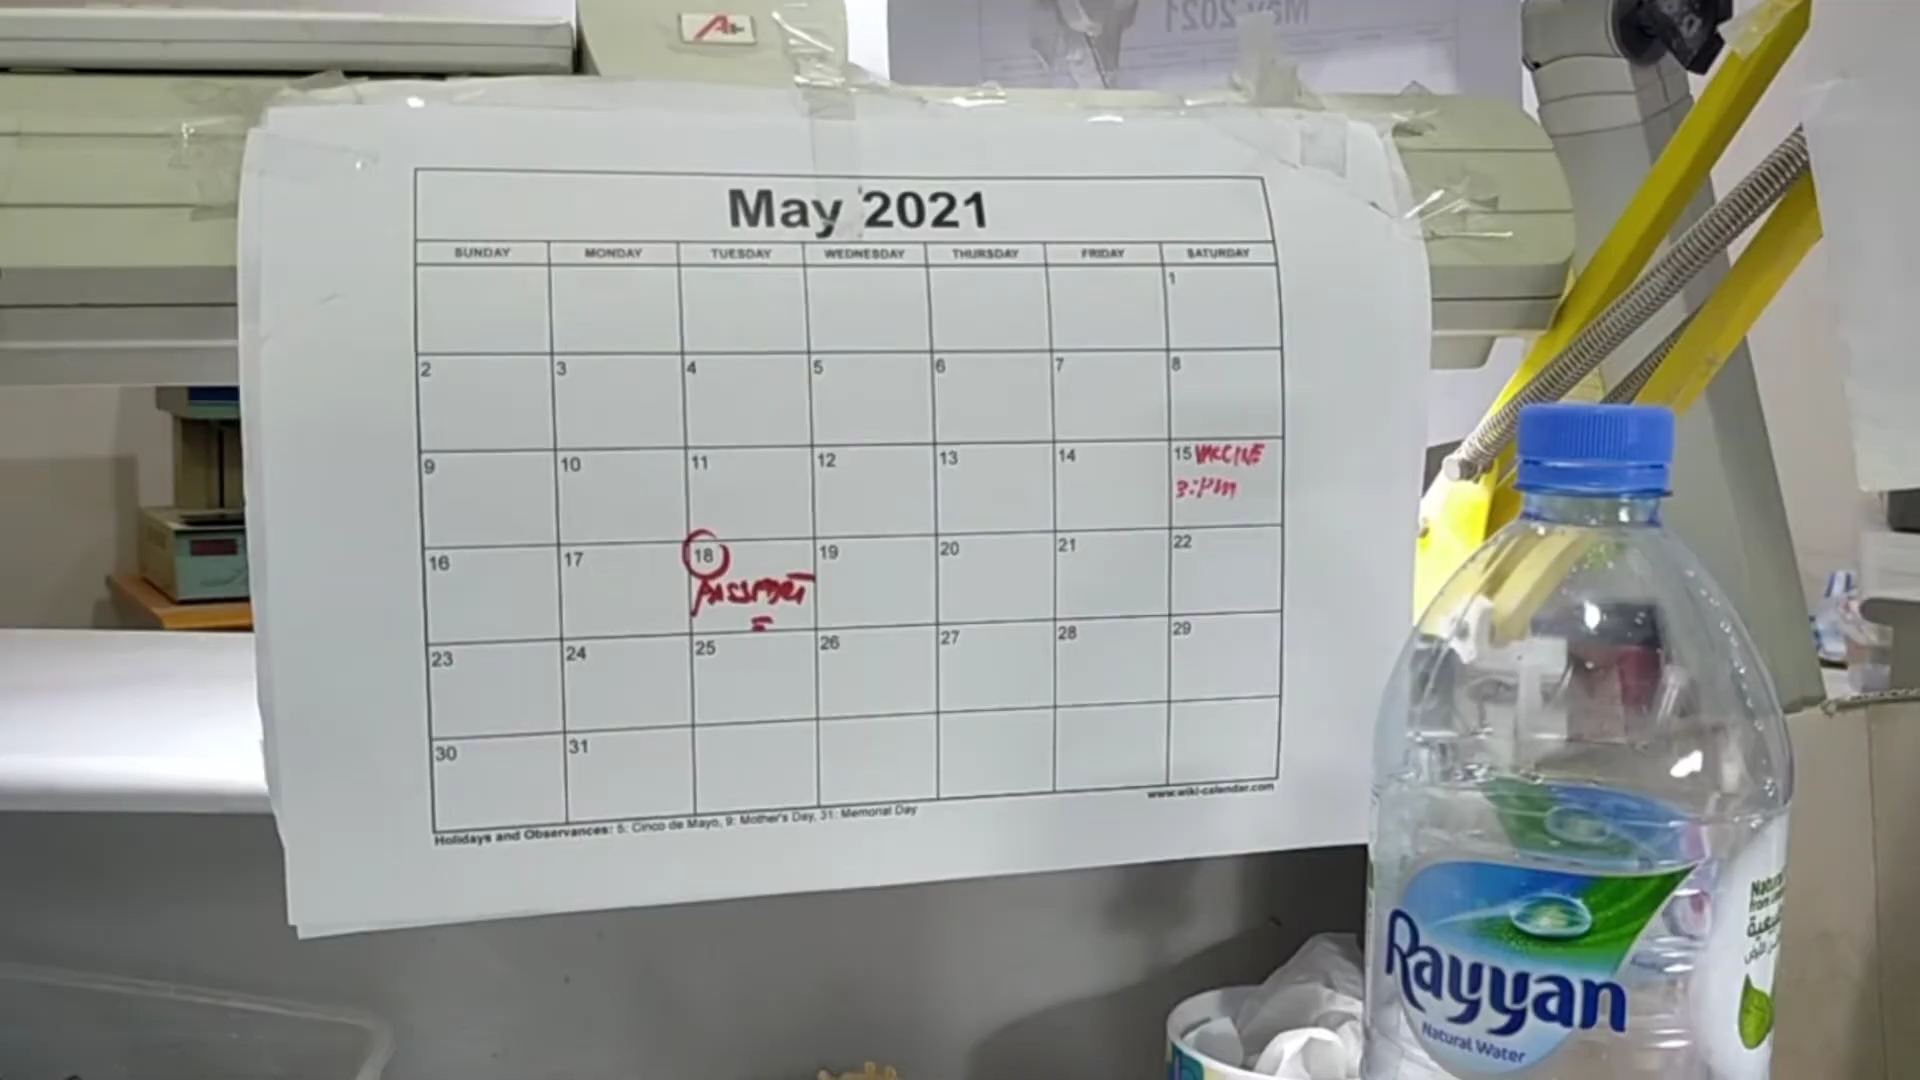 A+
May 2021
May 2021
SUNDAY MONDAY TUESDAY WEDNESDAY THURSDAY FRIDAY SATURDAY
1
2 3 4 5 6 7 8
9 10 11 12 13 14 15 VACCINE
3:PM
16 17 18 19 20 21 22
PASSPORT
23 24 25 26 27 28 29
30 31
Holidays and Observances: 5: Cinco de Mayo, 9: Mother's Day, 31: Memorial Day
www.wiki-calendar.com
Rayyan
Natural Water